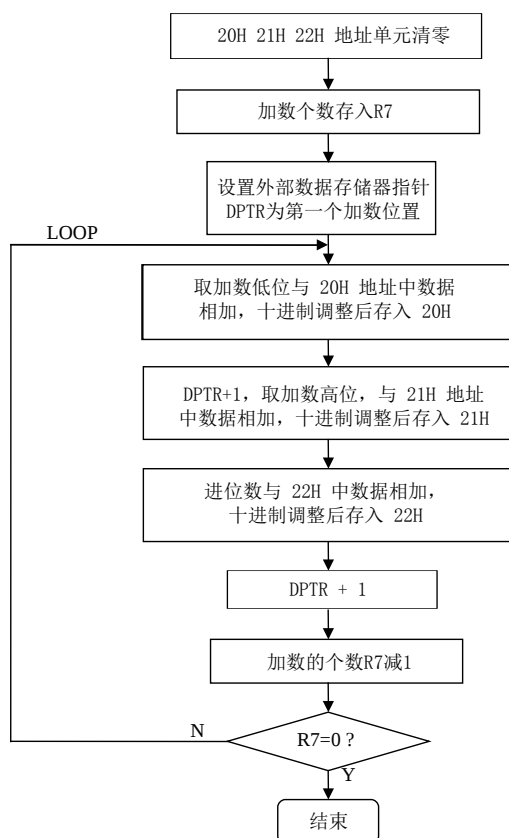 20H 21H 22H 地址单元清零
加数个数存入R7
设置外部数据存储器指针
DPTR为第一个加数位置
LOOP
取加数低位与 20H 地址中数据
相加，十进制调整后存入 20H
DPTR+1，取加数高位，与 21H 地址
中数据相加，十进制调整后存入 21H
进位数与 22H 中数据相加，
十进制调整后存入 22H
DPTR + 1
加数的个数R7减1
N
R7=0 ?
Y
结束